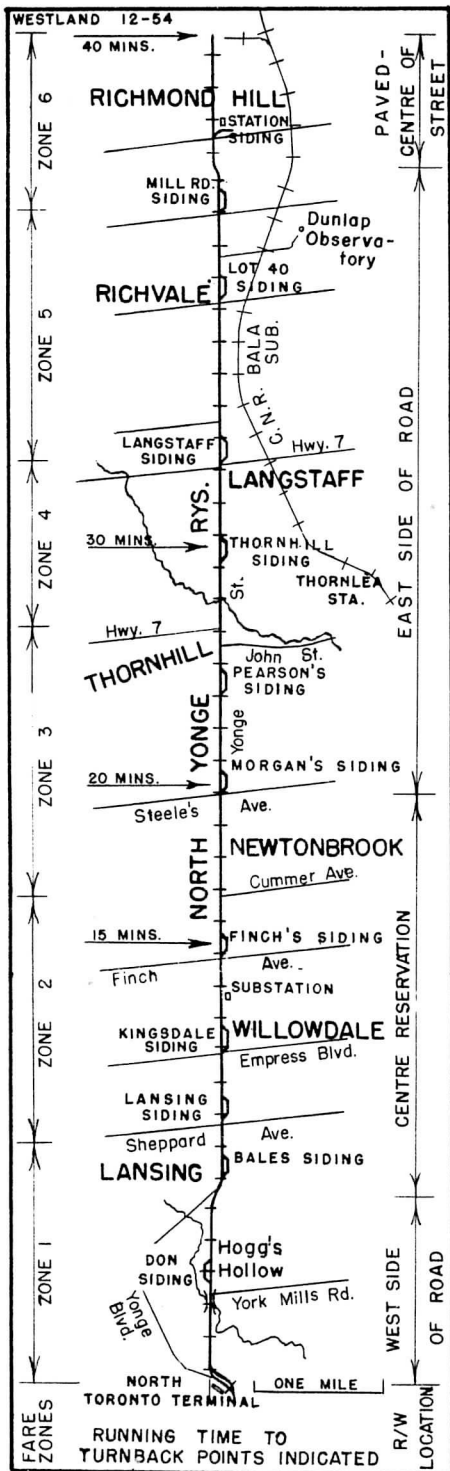 WESTLAND 12-54
40 MINS.
RICHMOND HILL
STATION
SIDING
MILL RD.
SIDING
Dunlap
Observa-
tory
LOT 40
SIDING
RICHVALE
C.N.R. BALA
SUB.
LANGSTAFF
SIDING
Hwy. 7
LANGSTAFF
30 MINS.
THORNHILL
SIDING
THORNLEA
STA.
Hwy. 7
THORNHILL
John St.
PEARSON'S
SIDING
NORTH YONGE RYS.
Yonge St.
20 MINS.
MORGAN'S SIDING
Steele's Ave.
NEWTONBROOK
Cummer Ave.
15 MINS.
FINCH'S SIDING
Finch Ave.
SUBSTATION
KINGSDALE
SIDING
WILLOWDALE
Empress Blvd.
LANSING
SIDING
Sheppard Ave.
LANSING
BALES SIDING
DON
SIDING
Hogg's
Hollow
Yonge
Blvd.
York Mills Rd.
NORTH
TORONTO TERMINAL
ONE MILE
ZONE 6
ZONE 5
ZONE 4
ZONE 3
ZONE 2
ZONE 1
FARE
ZONES
PAVED-
CENTRE OF
STREET
EAST SIDE OF ROAD
CENTRE RESERVATION
WEST SIDE
OF ROAD
R/W
LOCATION
RUNNING TIME TO
TURNBACK POINTS INDICATED